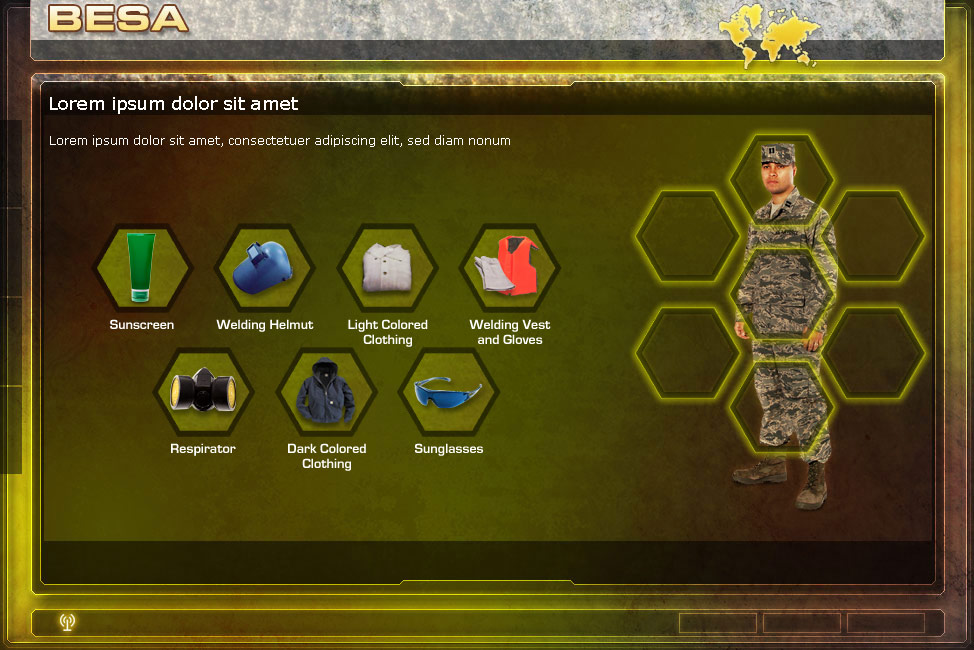 BESA
Lorem ipsum dolor sit amet
Lorem ipsum dolor sit amet, consectetuer adipiscing elit, sed diam nonum
Sunscreen
Welding Helmut
Light Colored
Clothing
Welding Vest
and Gloves
Respirator
Dark Colored
Clothing
Sunglasses